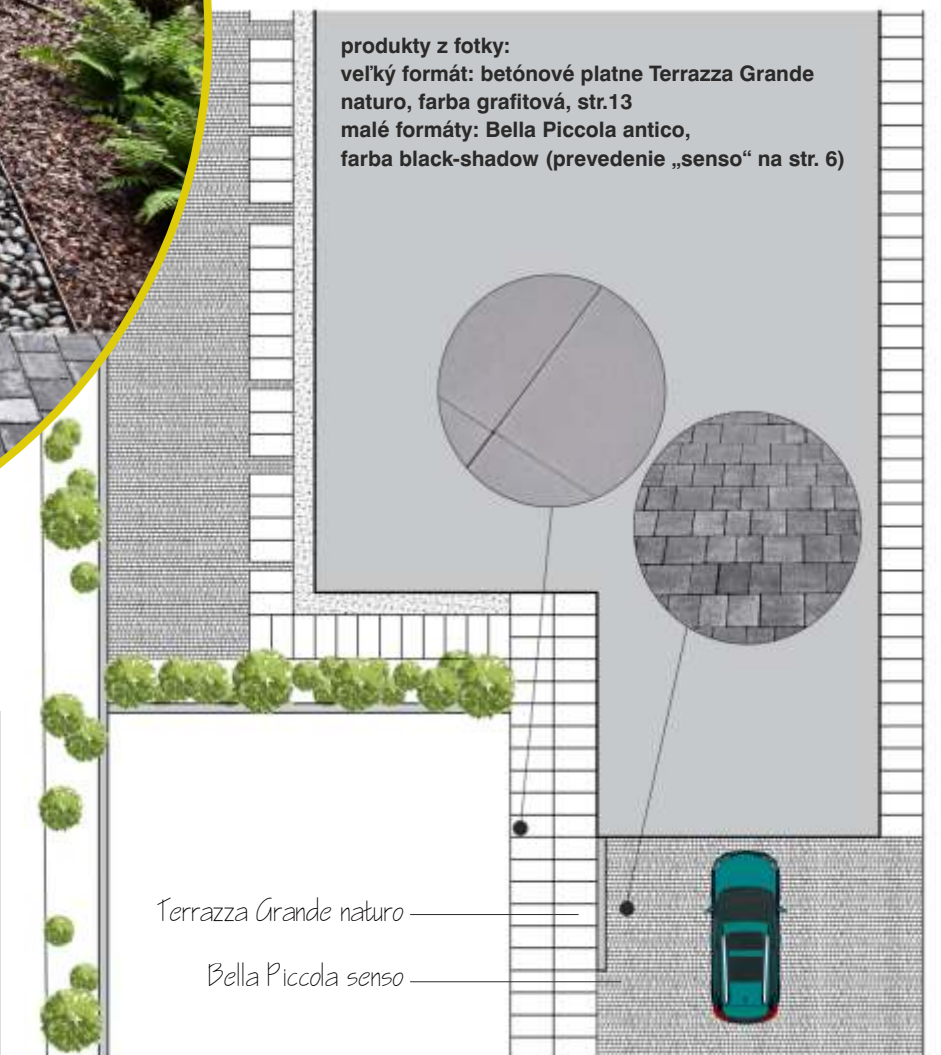 produkty z fotky:
veľký formát: betónové platne Terrazza Grande
naturo, farba grafitová, str.13
malé formáty: Bella Piccola antico,
farba black-shadow (prevedenie „senso“ na str. 6)
Terrazza Grande naturo
Bella Piccola senso